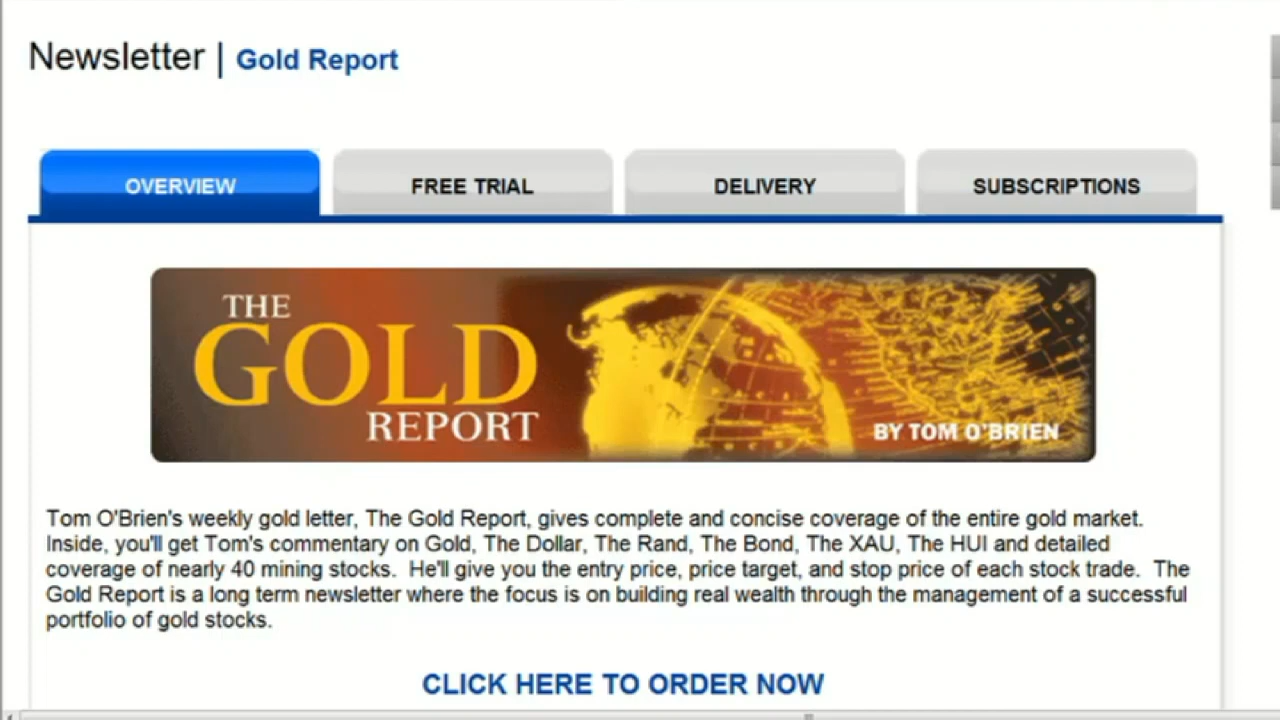 Newsletter | Gold Report
OVERVIEW
FREE TRIAL
DELIVERY
SUBSCRIPTIONS
THE
GOLD
REPORT
BY TOM O'BRIEN
Tom O'Brien's weekly gold letter, The Gold Report, gives complete and concise coverage of the entire gold market.
Inside, you'll get Tom's commentary on Gold, The Dollar, The Rand, The Bond, The XAU, The HUI and detailed
coverage of nearly 40 mining stocks.  He'll give you the entry price, price target, and stop price of each stock trade.  The
Gold Report is a long term newsletter where the focus is on building real wealth through the management of a successful
portfolio of gold stocks.
CLICK HERE TO ORDER NOW